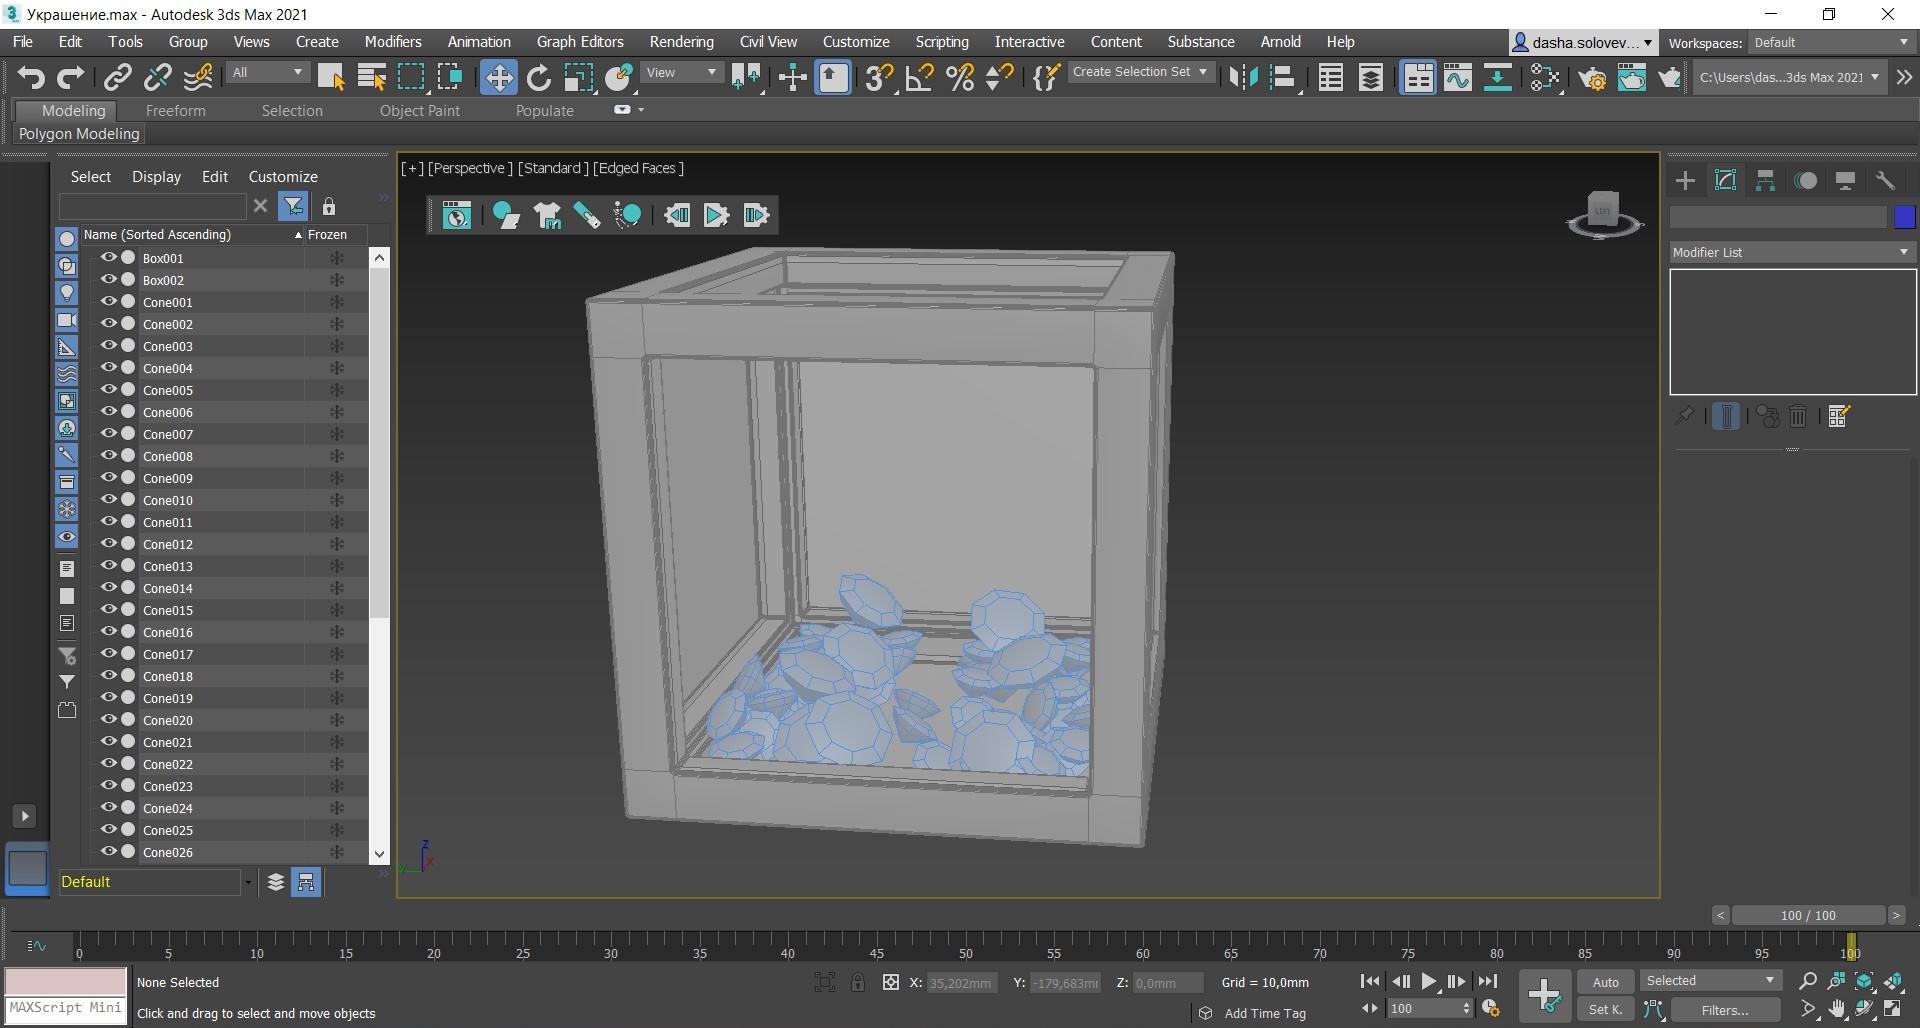 Украшение.max - Autodesk 3ds Max 2021
File Edit Tools Group Views Create Modifiers Animation Graph Editors Rendering Civil View Customize Scripting Interactive Content Substance Arnold Help
dasha.solovev... Workspaces: Default
All View Create Selection Set C:\Users\das...3ds Max 2021
Modeling Freeform Selection Object Paint Populate
Polygon Modeling
[+] [Perspective] [Standard] [Edged Faces]
Select Display Edit Customize
Name (Sorted Ascending) Frozen
Modifier List
Box001
Box002
Cone001
Cone002
Cone003
Cone004
Cone005
Cone006
Cone007
Cone008
Cone009
Cone010
Cone011
Cone012
Cone013
Cone014
Cone015
Cone016
Cone017
Cone018
Cone019
Cone020
Cone021
Cone022
Cone023
Cone024
Cone025
Cone026
Default
z
x
y
100 / 100
0 5 10 15 20 25 30 35 40 45 50 55 60 65 70 75 80 85 90 95 100
None Selected X: 35,202mm Y: -179,683mı Z: 0,0mm Grid = 10,0mm Auto Selected
MAXScript Mini Click and drag to select and move objects Add Time Tag 100 Set K. Filters...